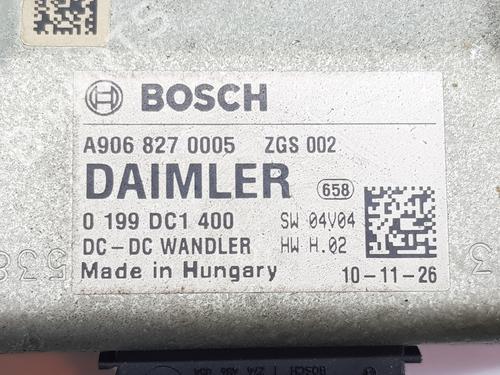 BOSCH
A906 827 0005 ZGS 002
DAIMLER 658
0 199 DC1 400 SW 04V04
DC-DC WANDLER HW H.02
Made in Hungary 10-11-26
BOSCH